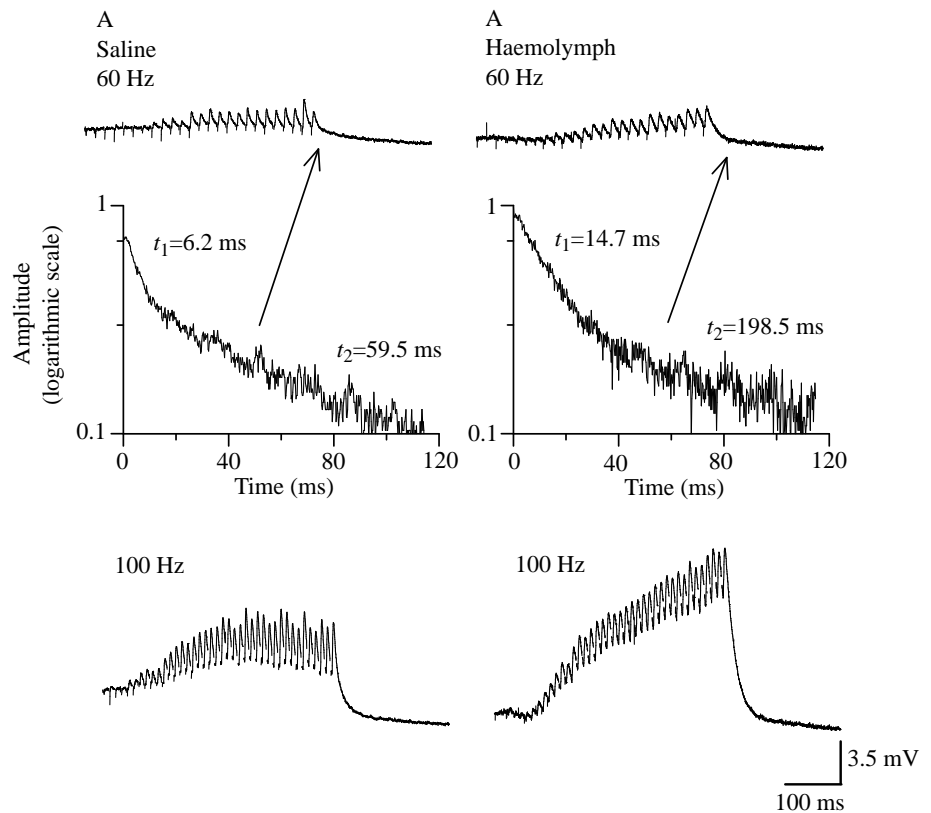 A
Saline
60 Hz
A
Haemolymph
60 Hz
Amplitude
(logarithmic scale)
1
t1=6.2 ms
t2=59.5 ms
0.1
0 40 80 120
Time (ms)
1
t1=14.7 ms
t2=198.5 ms
0.1
0 40 80 120
Time (ms)
100 Hz
100 Hz
3.5 mV
100 ms